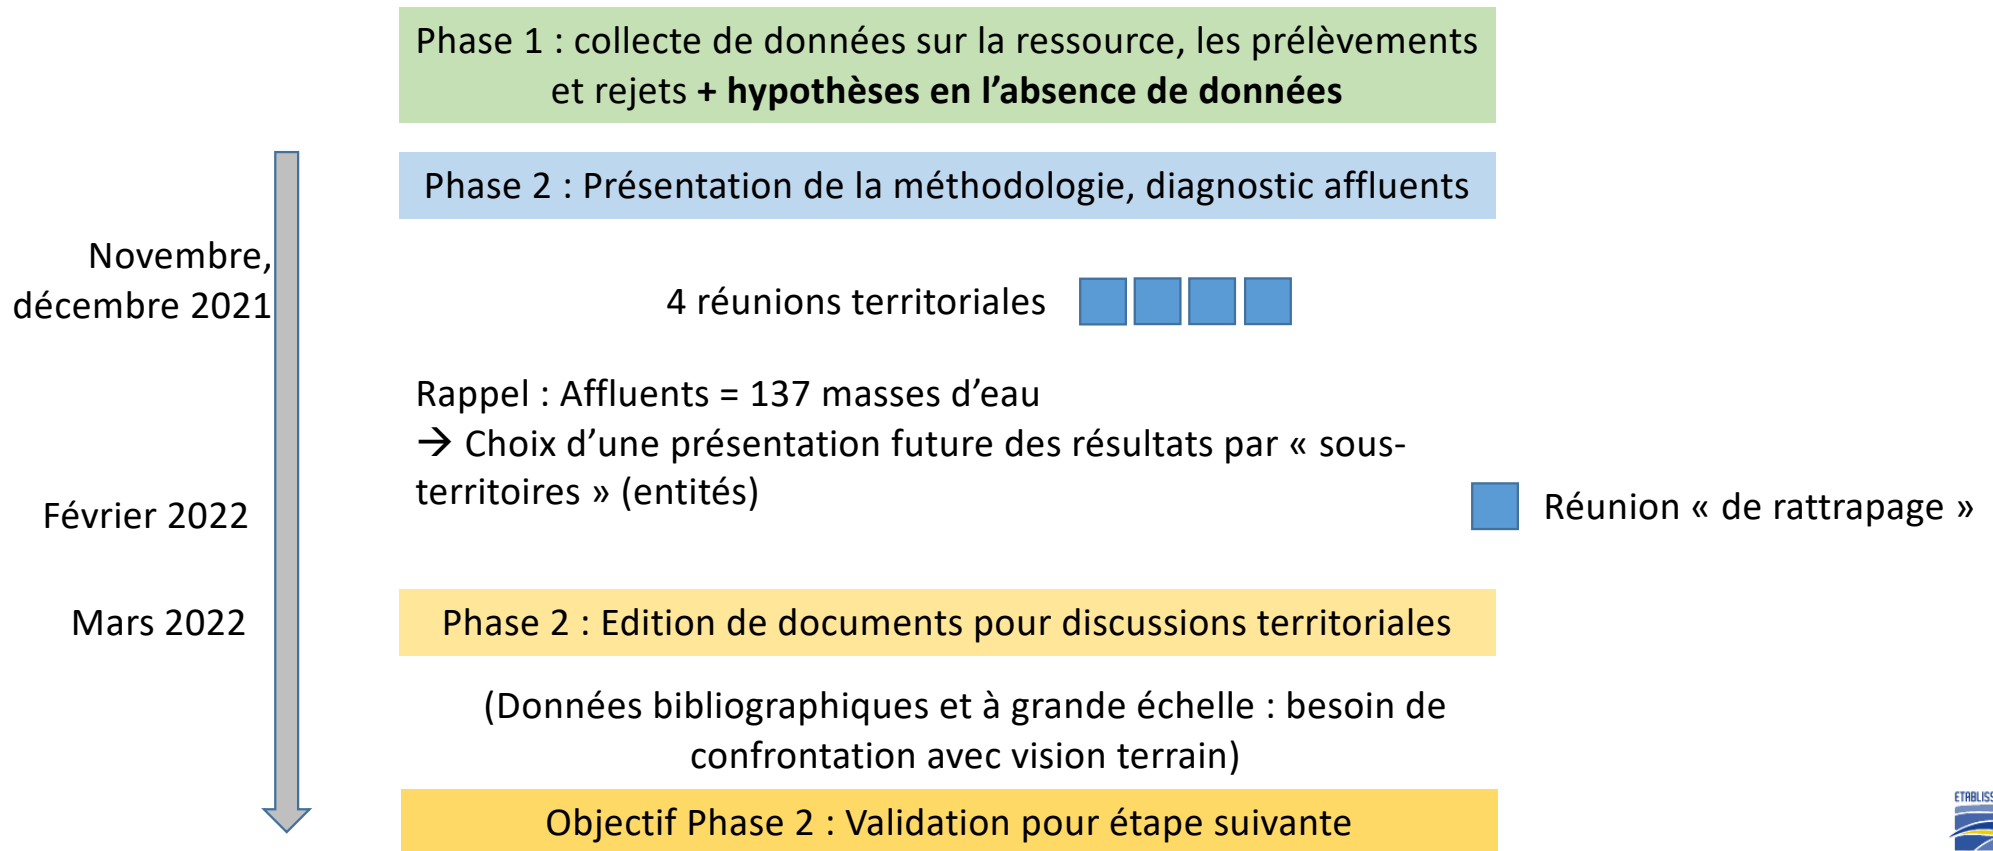 Phase 1 : collecte de données sur la ressource, les prélèvements
et rejets + hypothèses en l’absence de données
Phase 2 : Présentation de la méthodologie, diagnostic affluents
Novembre,
décembre 2021
4 réunions territoriales
Rappel : Affluents = 137 masses d’eau
→ Choix d’une présentation future des résultats par « sous-
territoires » (entités)
Février 2022
Réunion « de rattrapage »
Mars 2022
Phase 2 : Edition de documents pour discussions territoriales
(Données bibliographiques et à grande échelle : besoin de
confrontation avec vision terrain)
Objectif Phase 2 : Validation pour étape suivante